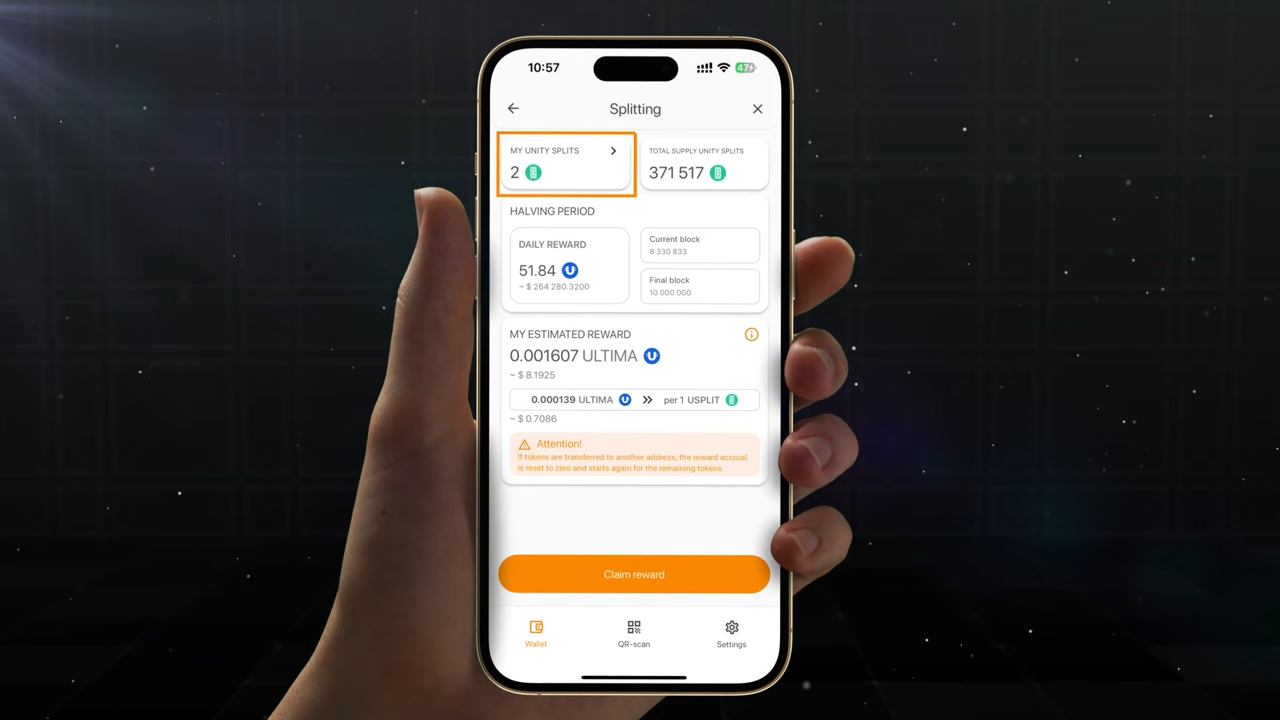 10:57
47
Splitting
MY UNITY SPLITS
2
TOTAL SUPPLY UNITY SPLITS
371 517
HALVING PERIOD
DAILY REWARD
51.84
~ $ 264 280.3200
Current block
8 330 833
Final block
10 000 000
MY ESTIMATED REWARD
0.001607 ULTIMA
~ $ 8.1925
0.000139 ULTIMA >> per 1 USPLIT
~ $ 0.7086
Attention!
If tokens are transferred to another address, the reward accrual
is reset to zero and starts again for the remaining tokens.
Claim reward
Wallet
QR-scan
Settings